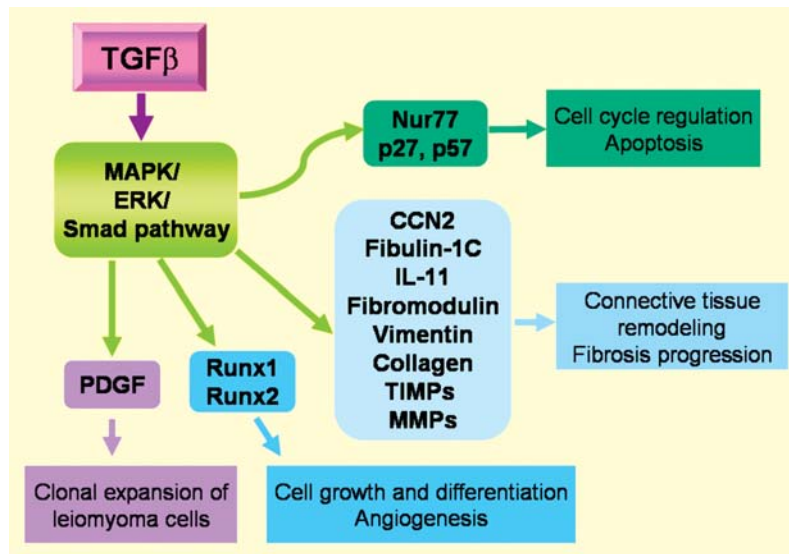 TGFβ
MAPK/
ERK/
Smad pathway
Nur77
p27, p57
Cell cycle regulation
Apoptosis
CCN2
Fibulin-1C
IL-11
Fibromodulin
Vimentin
Collagen
TIMPs
MMPs
Connective tissue
remodeling
Fibrosis progression
PDGF
Runx1
Runx2
Clonal expansion of
leiomyoma cells
Cell growth and differentiation
Angiogenesis